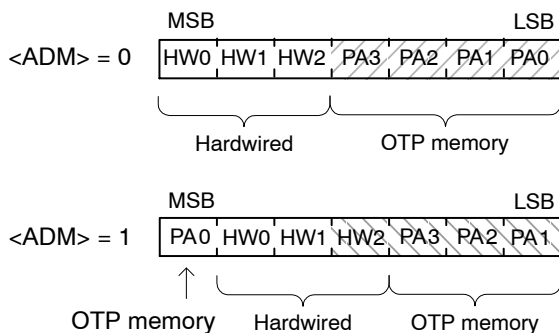 MSB LSB
<ADM> = 0 HW0 HW1 HW2 PA3 PA2 PA1 PA0
Hardwired OTP memory
MSB LSB
<ADM> = 1 PA0 HW0 HW1 HW2 PA3 PA2 PA1
OTP memory Hardwired OTP memory